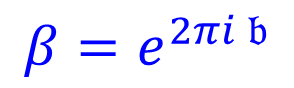 β = e^{2πi 𝔥}